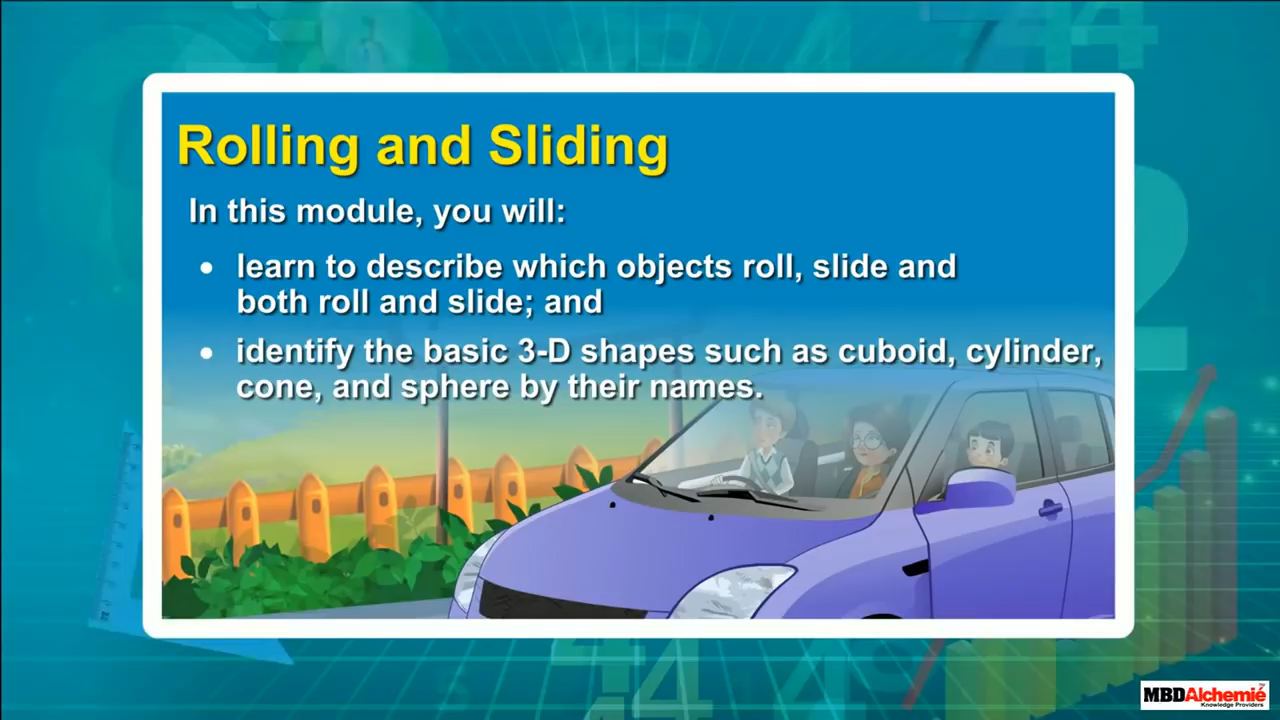 Rolling and Sliding
In this module, you will:
• learn to describe which objects roll, slide and
both roll and slide; and
• identify the basic 3-D shapes such as cuboid, cylinder,
cone, and sphere by their names.
MBDAlchemié
Knowledge Providers